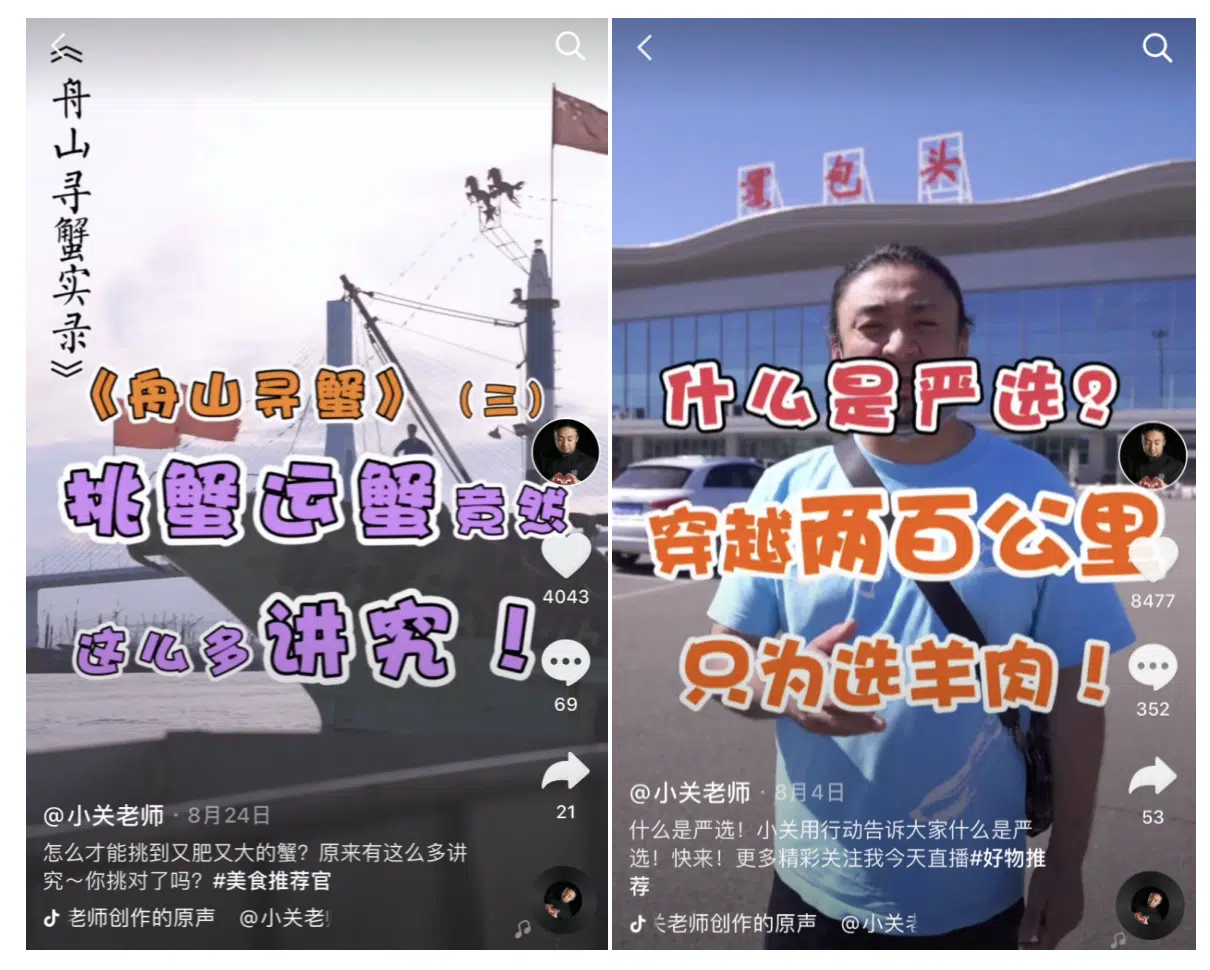 《舟山寻蟹实录》
《舟山寻蟹》（三）
挑蟹运蟹竟然
这么多讲究！
4043
69
21
@小关老师 · 8月24日
怎么才能挑到又肥又大的蟹？原来有这么多讲
究～你挑对了吗？#美食推荐官
老师创作的原声 @小关老
包头
什么是严选？
穿越两百公里
只为选羊肉！
8477
352
53
@小关老师 · 8月4日
什么是严选！小关用行动告诉大家什么是严
选！快来！更多精彩关注我今天直播#好物推
荐
关老师创作的原声 @小关